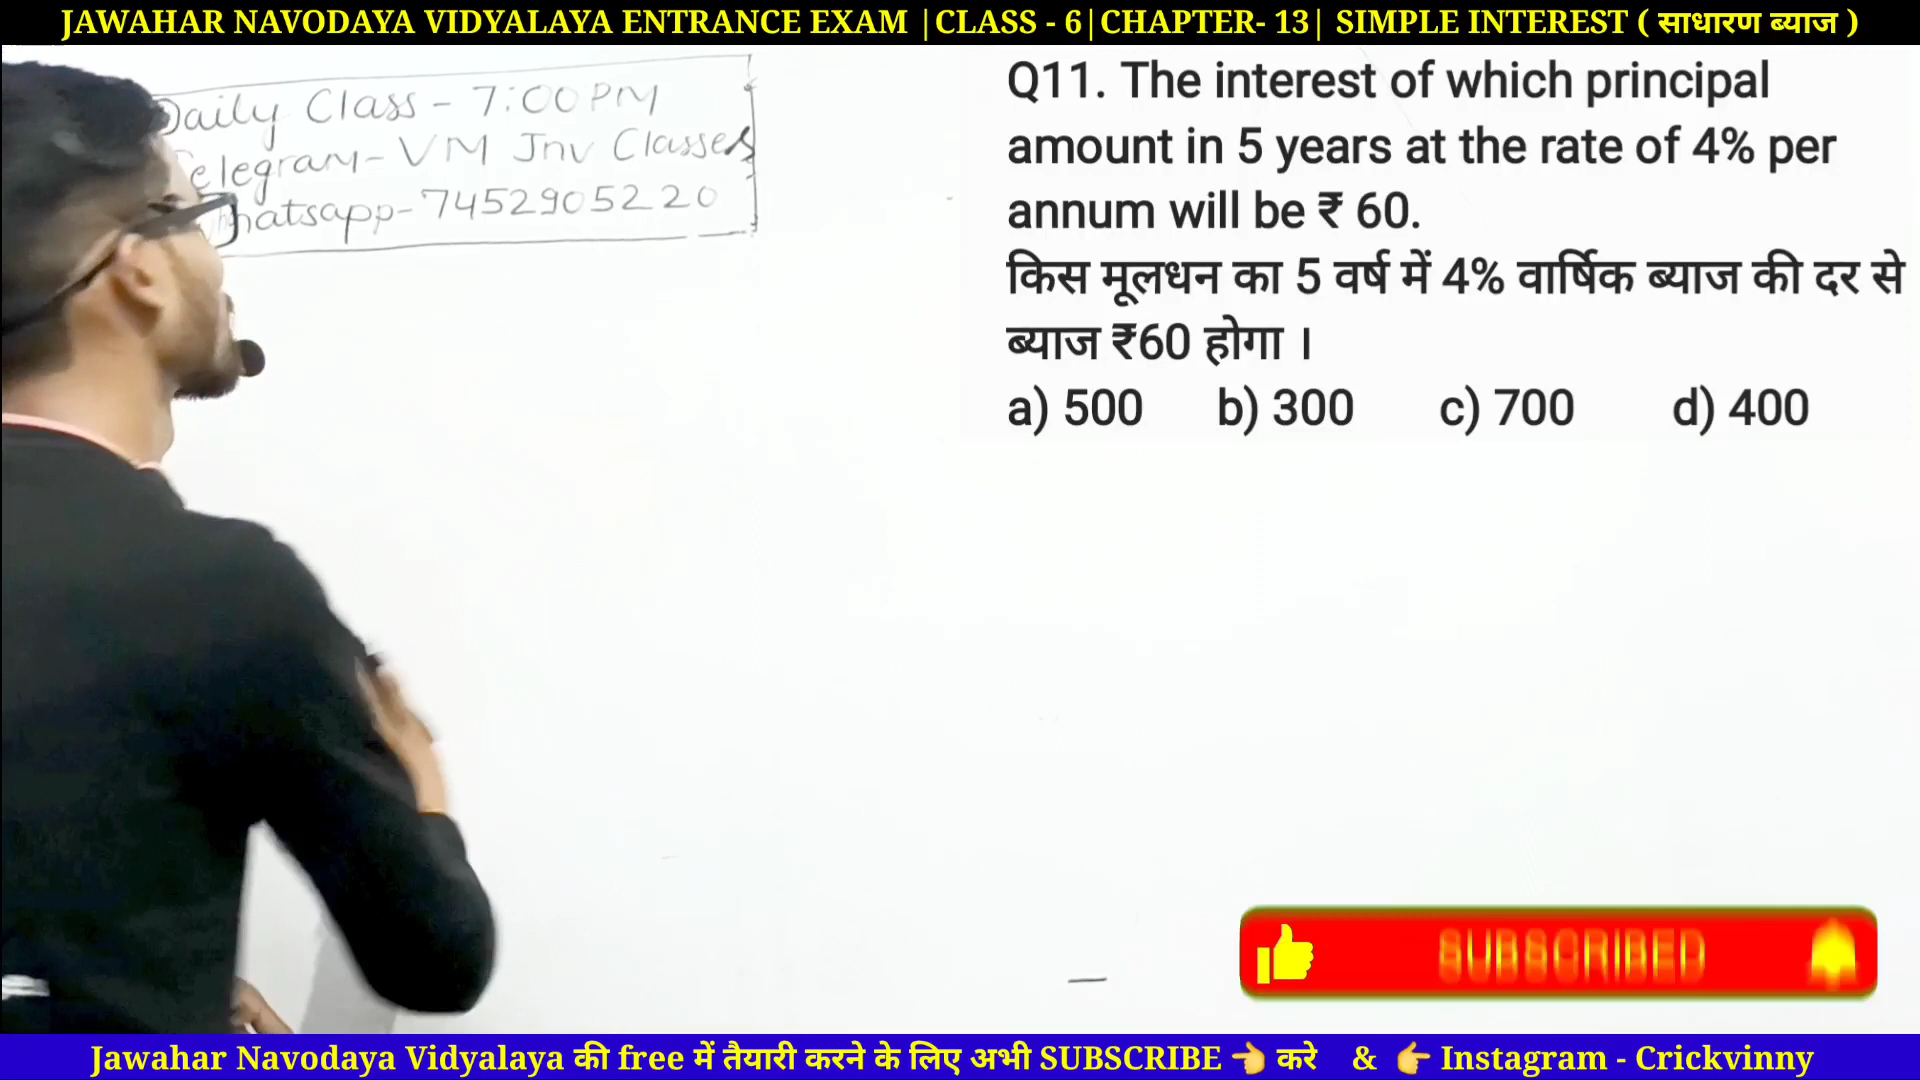 JAWAHAR NAVODAYA VIDYALAYA ENTRANCE EXAM |CLASS - 6|CHAPTER- 13| SIMPLE INTEREST ( साधारण ब्याज )
Daily Class - 7:00 PM
Telegram - VM Jnv Classes
Whatsapp - 7452905220
Q11. The interest of which principal
amount in 5 years at the rate of 4% per
annum will be ₹ 60.
किस मूलधन का 5 वर्ष में 4% वार्षिक ब्याज की दर से
ब्याज ₹60 होगा ।
a) 500 b) 300 c) 700 d) 400
SUBSCRIBED
Jawahar Navodaya Vidyalaya की free में तैयारी करने के लिए अभी SUBSCRIBE 👈 करे & 👉 Instagram - Crickvinny